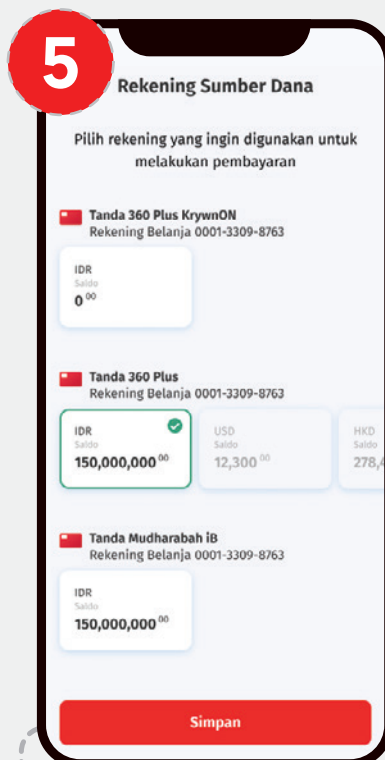 5
Rekening Sumber Dana
Pilih rekening yang ingin digunakan untuk
melakukan pembayaran
Tanda 360 Plus KrywnON
Rekening Belanja 0001-3309-8763
IDR
Saldo
0 00
Tanda 360 Plus
Rekening Belanja 0001-3309-8763
IDR USD HKD
Saldo Saldo Saldo
150,000,000 00 12,300 00 278,4
Tanda Mudharabah iB
Rekening Belanja 0001-3309-8763
IDR
Saldo
150,000,000 00
Simpan